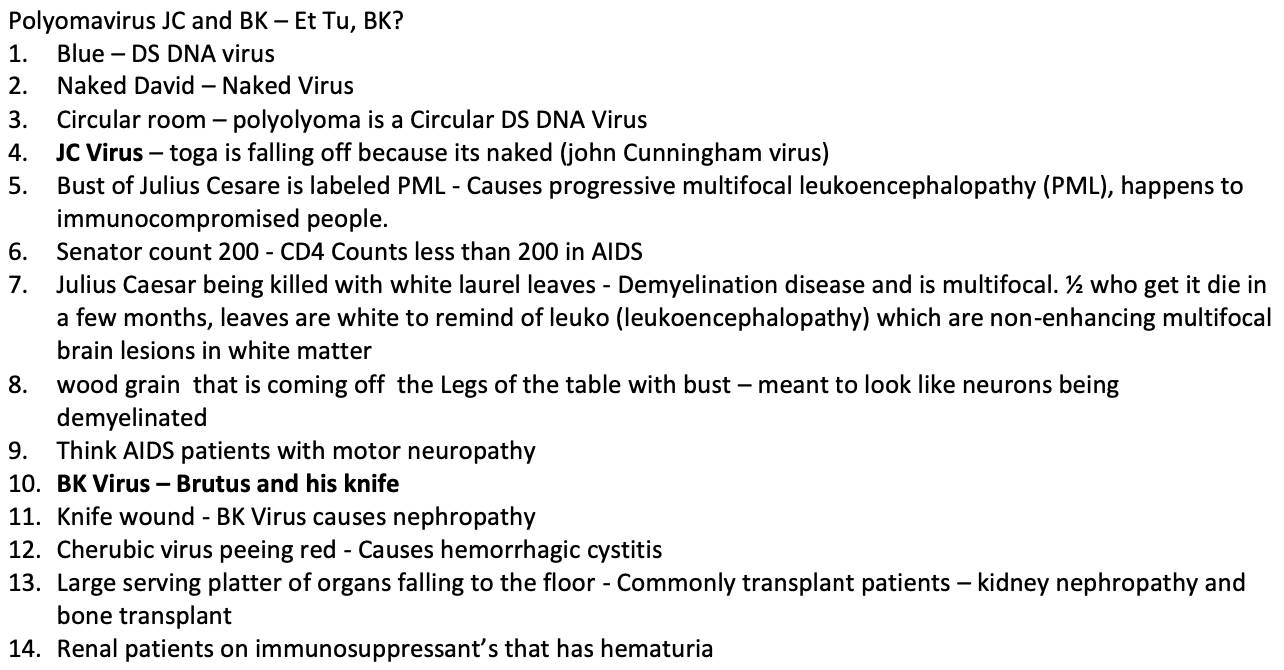 Polyomavirus JC and BK – Et Tu, BK?
1. Blue – DS DNA virus
2. Naked David – Naked Virus
3. Circular room – polyolyoma is a Circular DS DNA Virus
4. JC Virus – toga is falling off because its naked (john Cunningham virus)
5. Bust of Julius Cesare is labeled PML - Causes progressive multifocal leukoencephalopathy (PML), happens to
immunocompromised people.
6. Senator count 200 - CD4 Counts less than 200 in AIDS
7. Julius Caesar being killed with white laurel leaves - Demyelination disease and is multifocal. ½ who get it die in
a few months, leaves are white to remind of leuko (leukoencephalopathy) which are non-enhancing multifocal
brain lesions in white matter
8. wood grain  that is coming off  the Legs of the table with bust – meant to look like neurons being
demyelinated
9. Think AIDS patients with motor neuropathy
10. BK Virus – Brutus and his knife
11. Knife wound - BK Virus causes nephropathy
12. Cherubic virus peeing red - Causes hemorrhagic cystitis
13. Large serving platter of organs falling to the floor - Commonly transplant patients – kidney nephropathy and
bone transplant
14. Renal patients on immunosuppressant’s that has hematuria